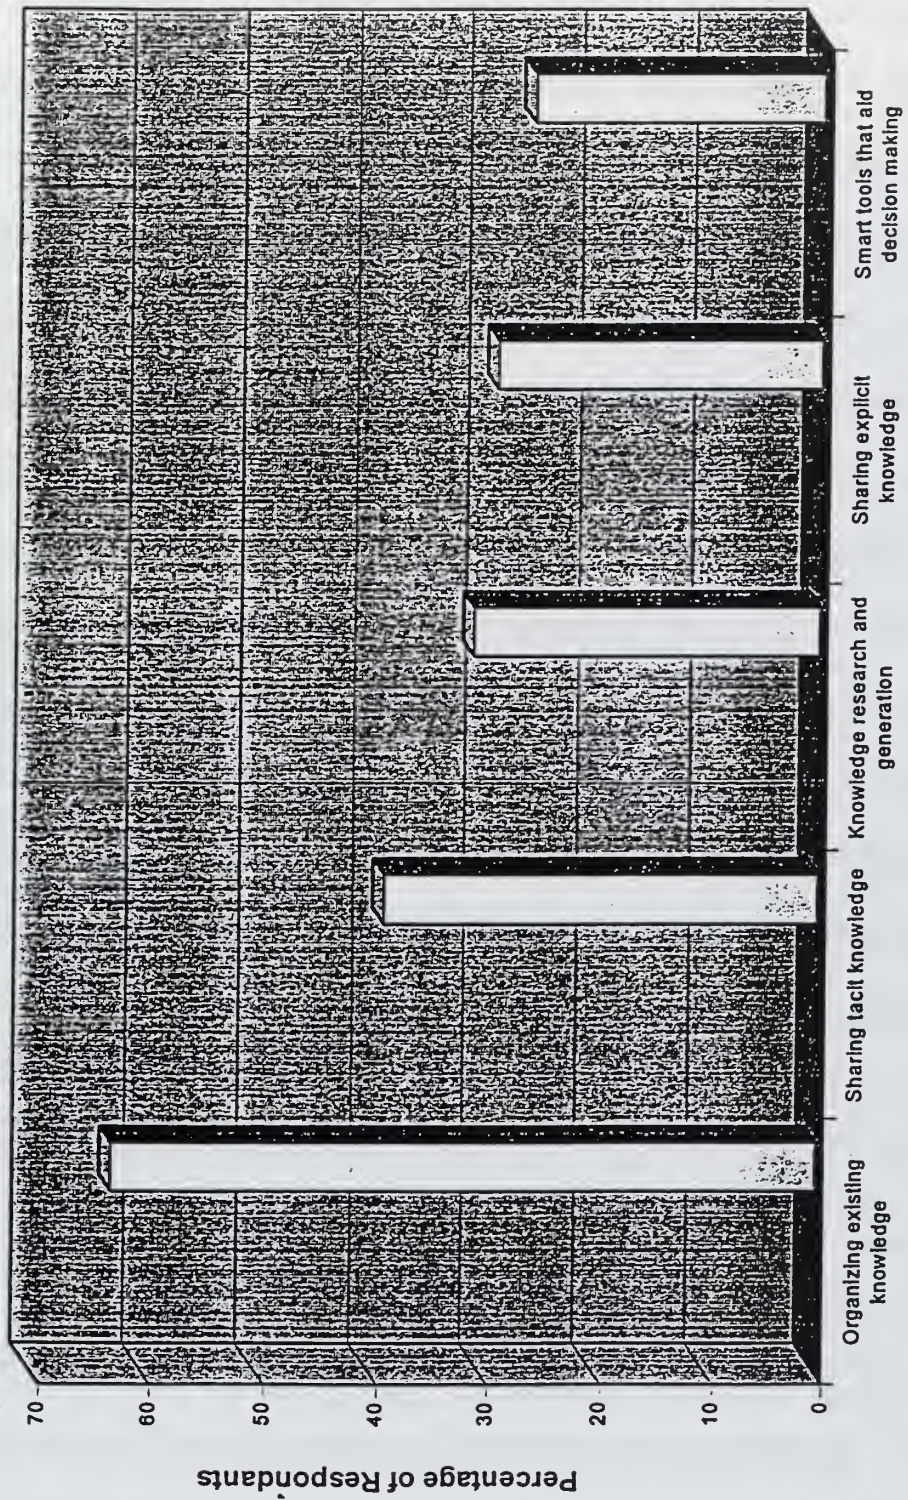 Percentage of Respondants
70
60
50
40
30
20
10
0
Organizing existing
knowledge
Sharing tacit knowledge
Knowledge research and
generation
Sharing explicit
knowledge
Smart tools that aid
decision making